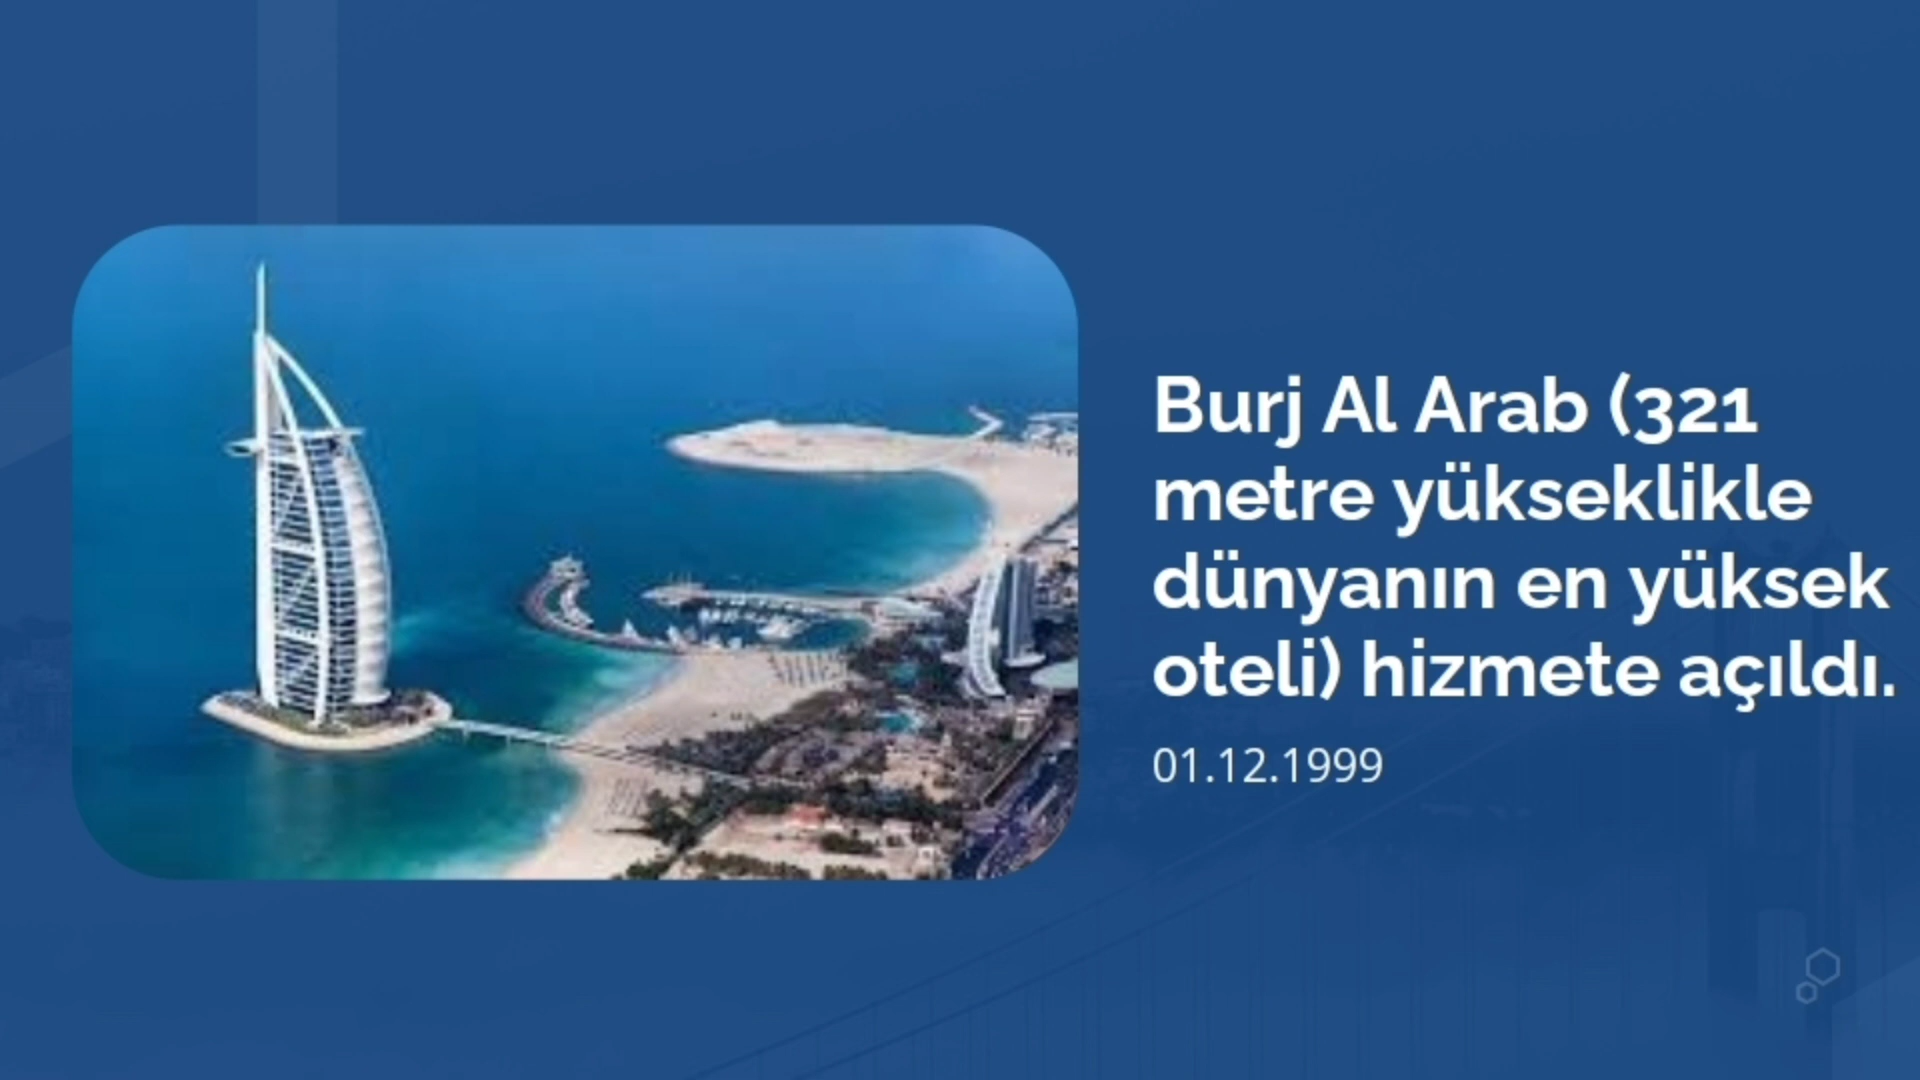 Burj Al Arab (321
metre yükseklikle
dünyanın en yüksek
oteli) hizmete açıldı.
01.12.1999